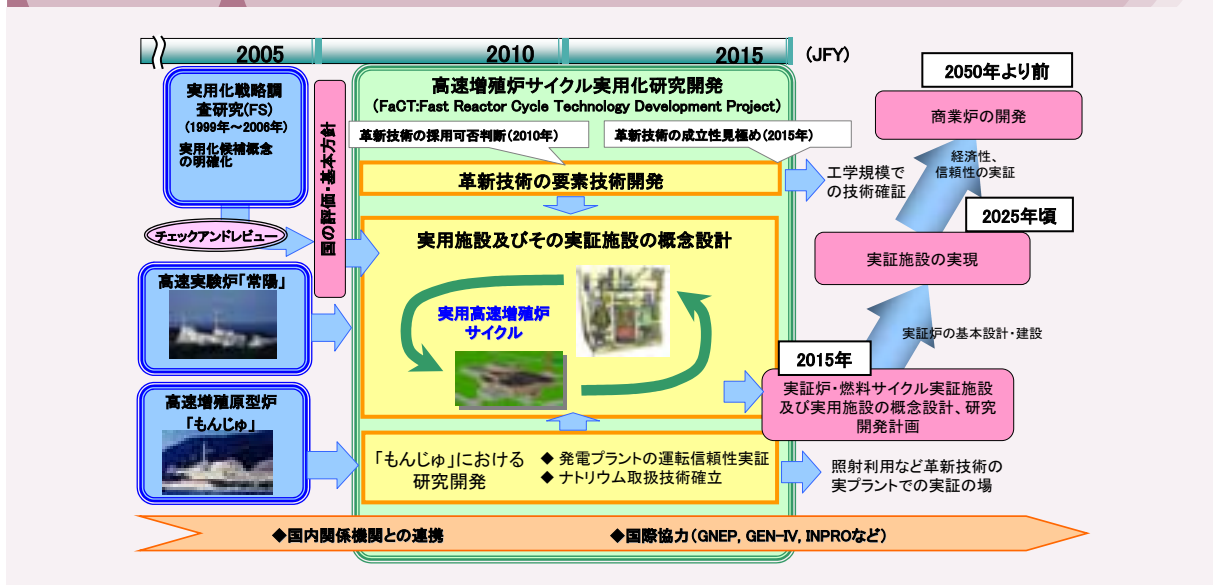 2005
2010
2015
(JFY)
実用化戦略調
査研究(FS)
(1999年～2006年)
実用化候補概念
の明確化
チェックアンドレビュー
国の評価・基本方針
高速実験炉「常陽」
高速増殖原型炉
「もんじゅ」
高速増殖炉サイクル実用化研究開発
(FaCT:Fast Reactor Cycle Technology Development Project)
革新技術の採用可否判断(2010年)
革新技術の成立性見極め(2015年)
革新技術の要素技術開発
実用施設及びその実証施設の概念設計
実用高速増殖炉
サイクル
「もんじゅ」における
研究開発
◆ 発電プラントの運転信頼性実証
◆ ナトリウム取扱技術確立
工学規模で
の技術確証
2050年より前
商業炉の開発
経済性、
信頼性の実証
2025年頃
実証施設の実現
実証炉の基本設計・建設
2015年
実証炉・燃料サイクル実証施設
及び実用施設の概念設計、研究
開発計画
照射利用など革新技術の
実プラントでの実証の場
◆国内関係機関との連携
◆国際協力(GNEP, GEN-IV, INPROなど)